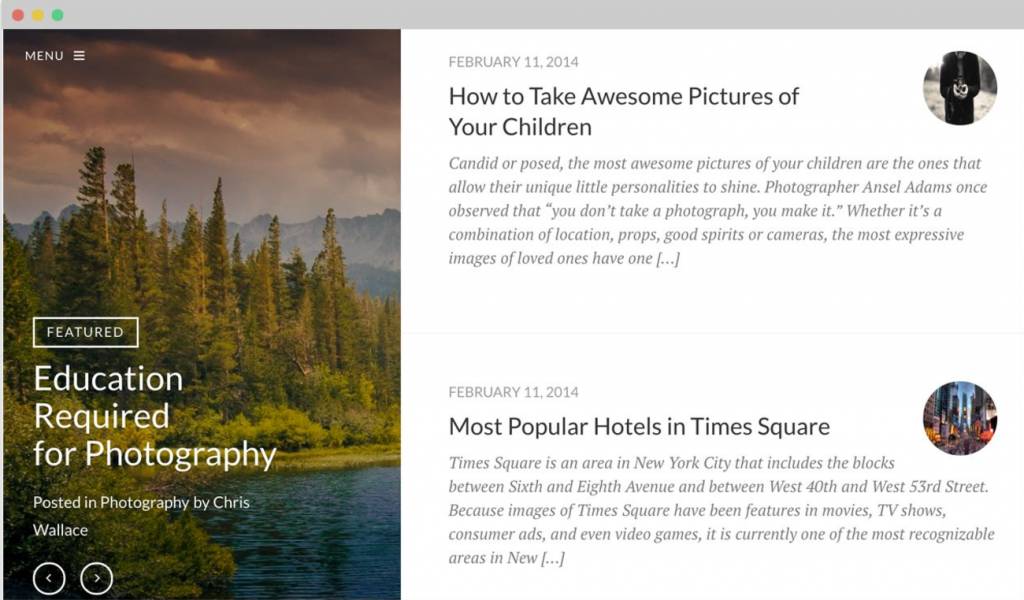 MENU
FEATURED
Education
Required
for Photography
Posted in Photography by Chris
Wallace
FEBRUARY 11, 2014
How to Take Awesome Pictures of
Your Children
Candid or posed, the most awesome pictures of your children are the ones that
allow their unique little personalities to shine. Photographer Ansel Adams once
observed that “you don’t take a photograph, you make it.” Whether it’s a
combination of location, props, good spirits or cameras, the most expressive
images of loved ones have one [...]
FEBRUARY 11, 2014
Most Popular Hotels in Times Square
Times Square is an area in New York City that includes the blocks
between Sixth and Eighth Avenue and between West 40th and West 53rd Street.
Because images of Times Square have been features in movies, TV shows,
consumer ads, and even video games, it is currently one of the most recognizable
areas in New [...]